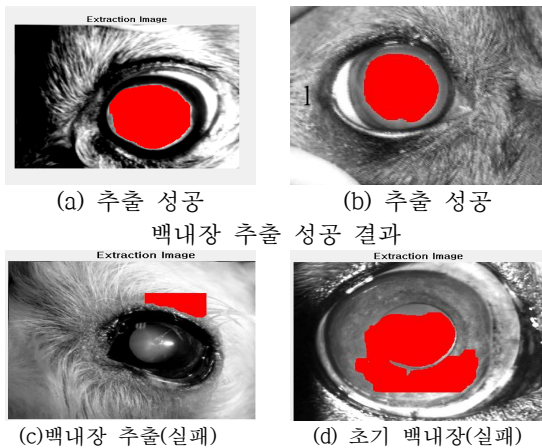 Extraction Image
(a) 추출 성공
(b) 추출 성공
백내장 추출 성공 결과
Extraction Image
Extraction Image
(c)백내장 추출(실패)
(d) 초기 백내장(실패)